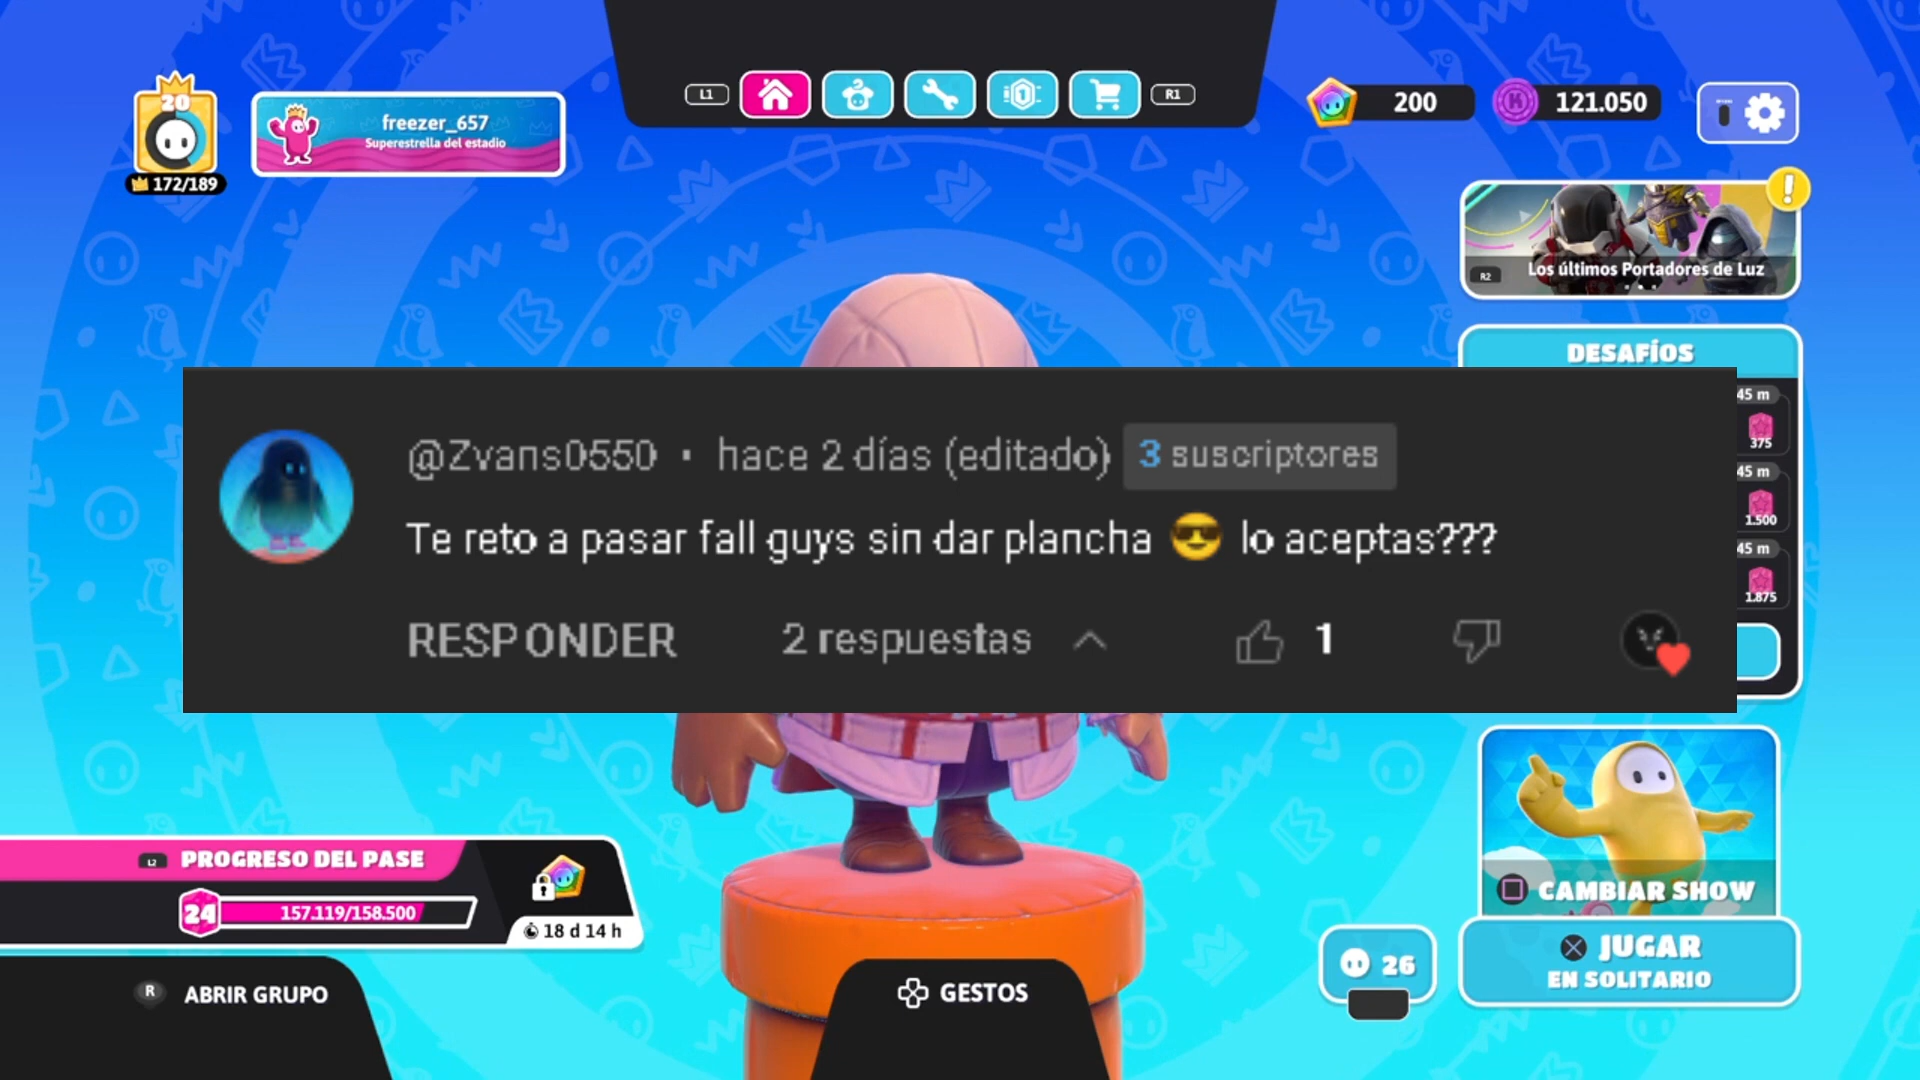 L1
R1
20
172/189
freezer_657
Superestrella del estadio
200
K
121.050
R2
Los últimos Portadores de Luz
DESAFÍOS
45 m
375
45 m
1.500
45 m
1.875
@Zvans0550 · hace 2 días (editado) 3 suscriptores
Te reto a pasar fall guys sin dar plancha 😎 lo aceptas???
RESPONDER 2 respuestas 1
L2 PROGRESO DEL PASE
24 157.119/158.500
18 d 14 h
R ABRIR GRUPO
GESTOS
26
CAMBIAR SHOW
JUGAR
EN SOLITARIO